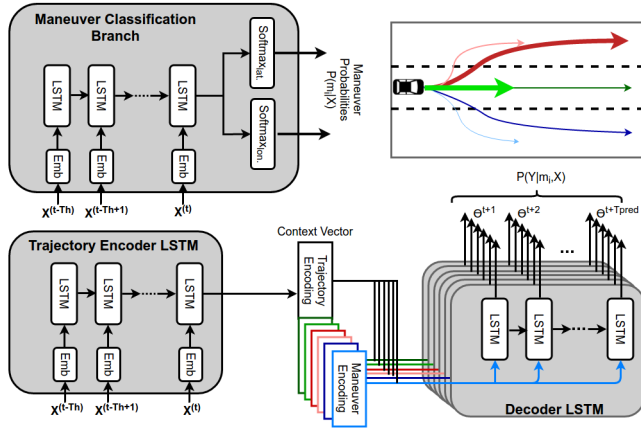 Maneuver Classification
Branch
LSTM
LSTM
LSTM
Emb
Emb
Emb
X(t-Th)
X(t-Th+1)
X(t)
Softmaxlat.
Softmaxlon.
Maneuver
Probabilities
P(mᵢ|X)
Trajectory Encoder LSTM
LSTM
LSTM
LSTM
Emb
Emb
Emb
X(t-Th)
X(t-Th+1)
X(t)
Context Vector
Trajectory
Encoding
Maneuver
Encoding
P(Y|mᵢ,X)
Θt+1
Θt+2
Θt+Tpred
...
LSTM
LSTM
LSTM
Decoder LSTM